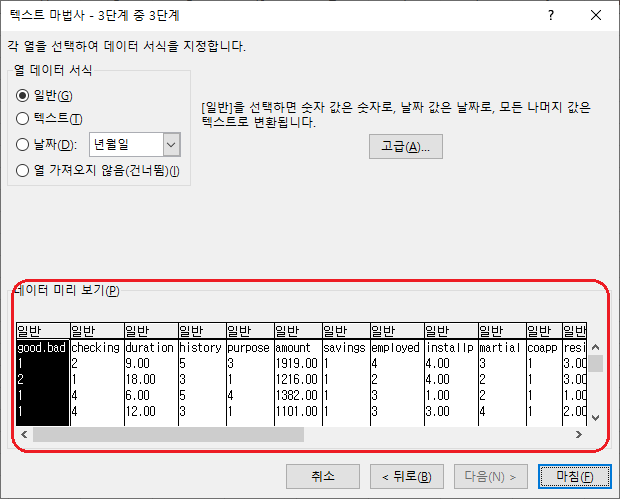 텍스트 마법사 - 3단계 중 3단계
각 열을 선택하여 데이터 서식을 지정합니다.
열 데이터 서식
일반(G)
텍스트(T)
날짜(D): 년월일
열 가져오지 않음(건너뜀)(I)
[일반]을 선택하면 숫자 값은 숫자로, 날짜 값은 날짜로, 모든 나머지 값은
텍스트로 변환됩니다.
고급(A)...
데이터 미리 보기(P)
일반 일반 일반 일반 일반 일반 일반 일반 일반 일반 일반 일반
good.bad checking duration history purpose amount savings employed installp martial coapp resi
1 2 9.00 5 3 1919.00 1 4 4.00 3 1 3.00
2 1 18.00 3 1 1216.00 1 2 4.00 2 1 3.00
1 4 6.00 5 4 1382.00 1 3 1.00 2 1 1.00
1 4 12.00 3 1 1101.00 1 3 3.00 4 1 2.00
취소 < 뒤로(B) 다음(N) > 마침(F)